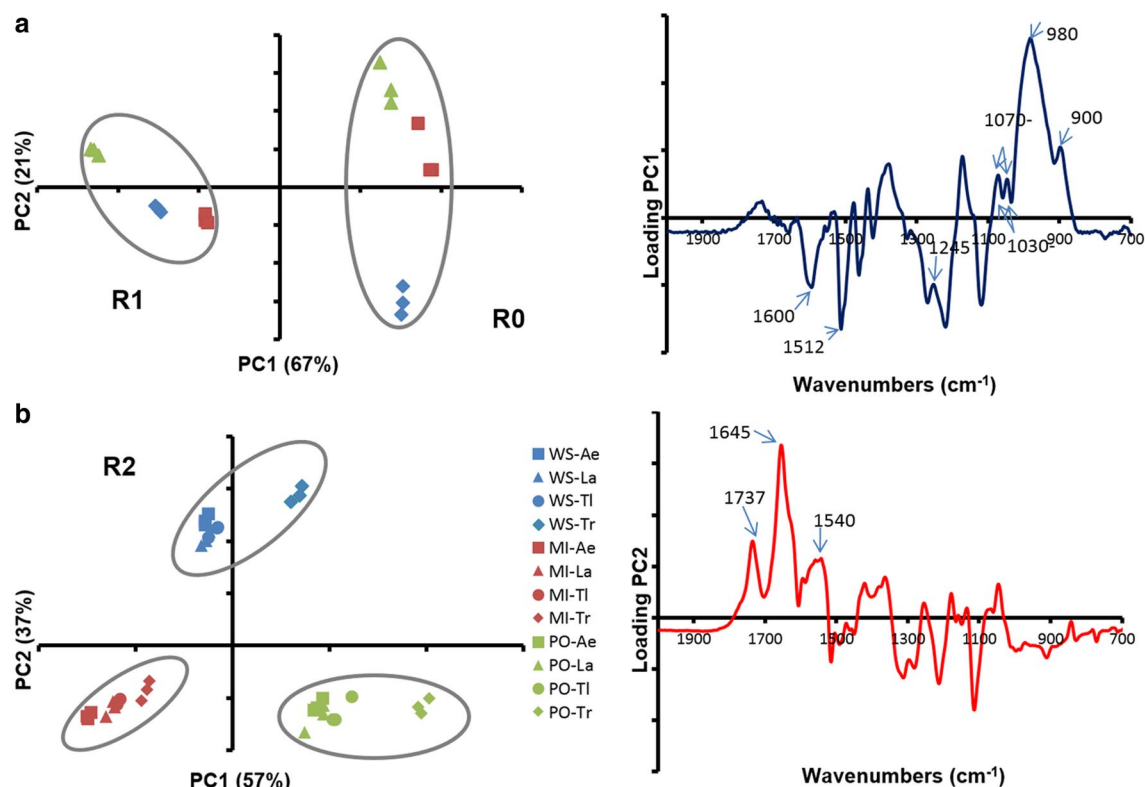 a
PC2 (21%)
R1
R0
PC1 (67%)
Loading PC1
980
1070-
900
1900
1700
1500
1300
1100
900
700
1245
1030-
1600
1512
Wavenumbers (cm-1)
b
R2
PC2 (37%)
PC1 (57%)
WS-Ae
WS-La
WS-Tl
WS-Tr
MI-Ae
MI-La
MI-Tl
MI-Tr
PO-Ae
PO-La
PO-Tl
PO-Tr
Loading PC2
1645
1737
1540
1900
1700
1500
1300
1100
900
700
Wavenumbers (cm-1)